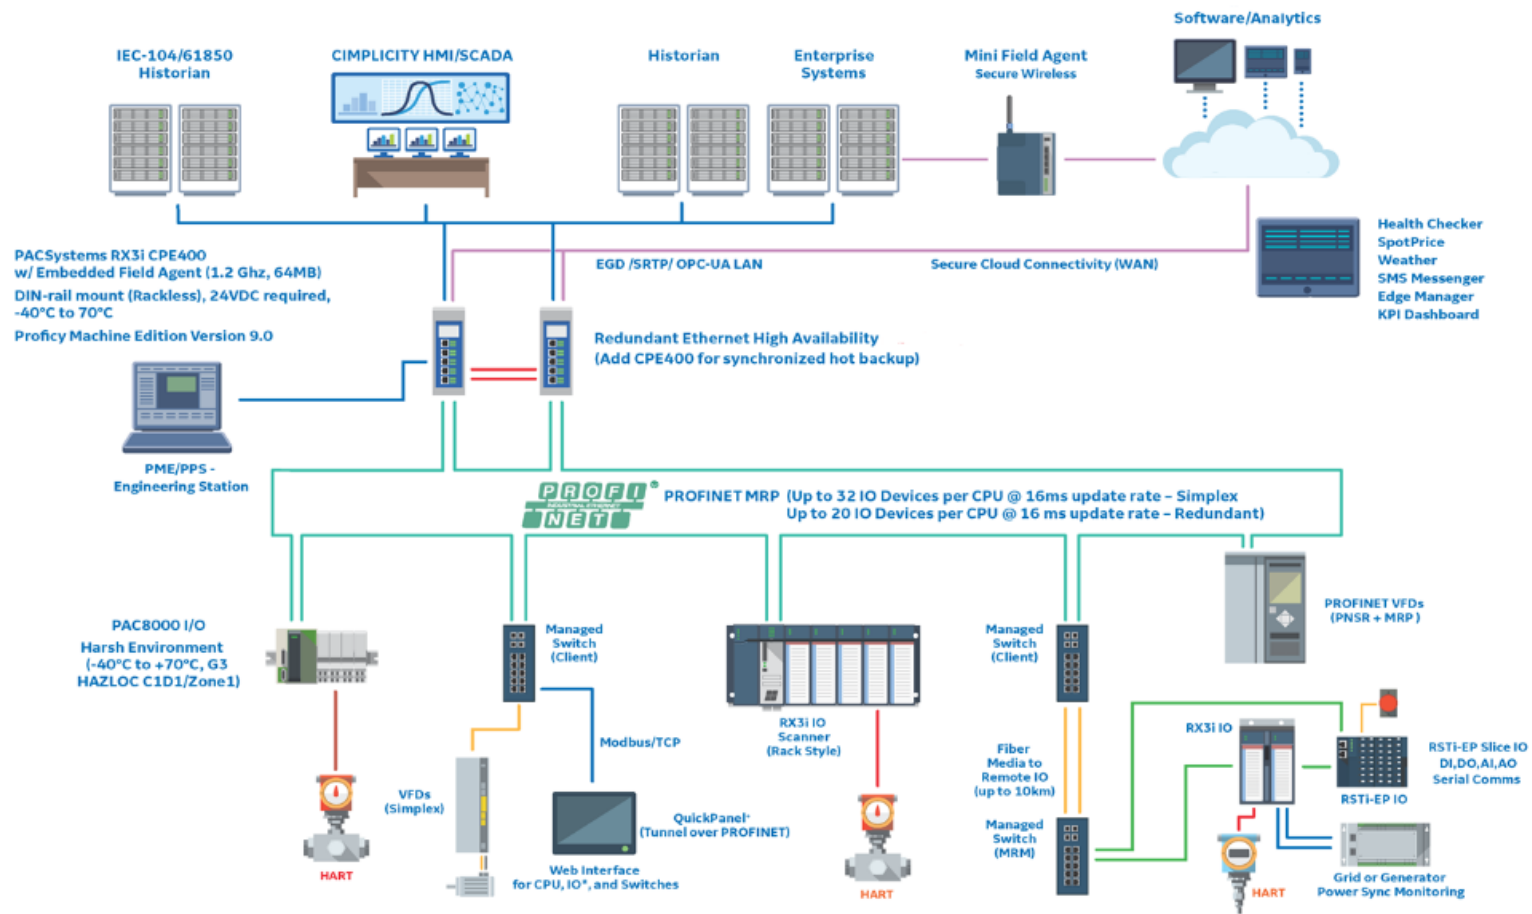 Software/Analytics
IEC-104/61850
Historian
CIMPLICITY HMI/SCADA
Historian
Enterprise
Systems
Mini Field Agent
Secure Wireless
Health Checker
SpotPrice
Weather
SMS Messenger
Edge Manager
KPI Dashboard
PACSystems RX3i CPE400
w/ Embedded Field Agent (1.2 Ghz, 64MB)
DIN-rail mount (Rackless), 24VDC required,
-40°C to 70°C
Proficy Machine Edition Version 9.0
EGD /SRTP/ OPC-UA LAN
Secure Cloud Connectivity (WAN)
Redundant Ethernet High Availability
(Add CPE400 for synchronized hot backup)
PME/PPS -
Engineering Station
PROFI
INDUSTRIAL ETHERNET
NET
®
PROFINET MRP (Up to 32 IO Devices per CPU @ 16ms update rate – Simplex
Up to 20 IO Devices per CPU @ 16 ms update rate – Redundant)
PAC8000 I/O
Harsh Environment
(-40°C to +70°C, G3
HAZLOC C1D1/Zone1)
Managed
Switch
(Client)
RX3i IO
Scanner
(Rack Style)
Managed
Switch
(Client)
PROFINET VFDs
(PNSR + MRP )
Modbus/TCP
VFDs
(Simplex)
QuickPanel+
(Tunnel over PROFINET)
Web Interface
for CPU, IO*, and Switches
HART
HART
Fiber
Media to
Remote IO
(up to 10km)
Managed
Switch
(MRM)
RX3i IO
RSTi-EP Slice IO
DI,DO,AI,AO
Serial Comms
RSTi-EP IO
HART
Grid or Generator
Power Sync Monitoring